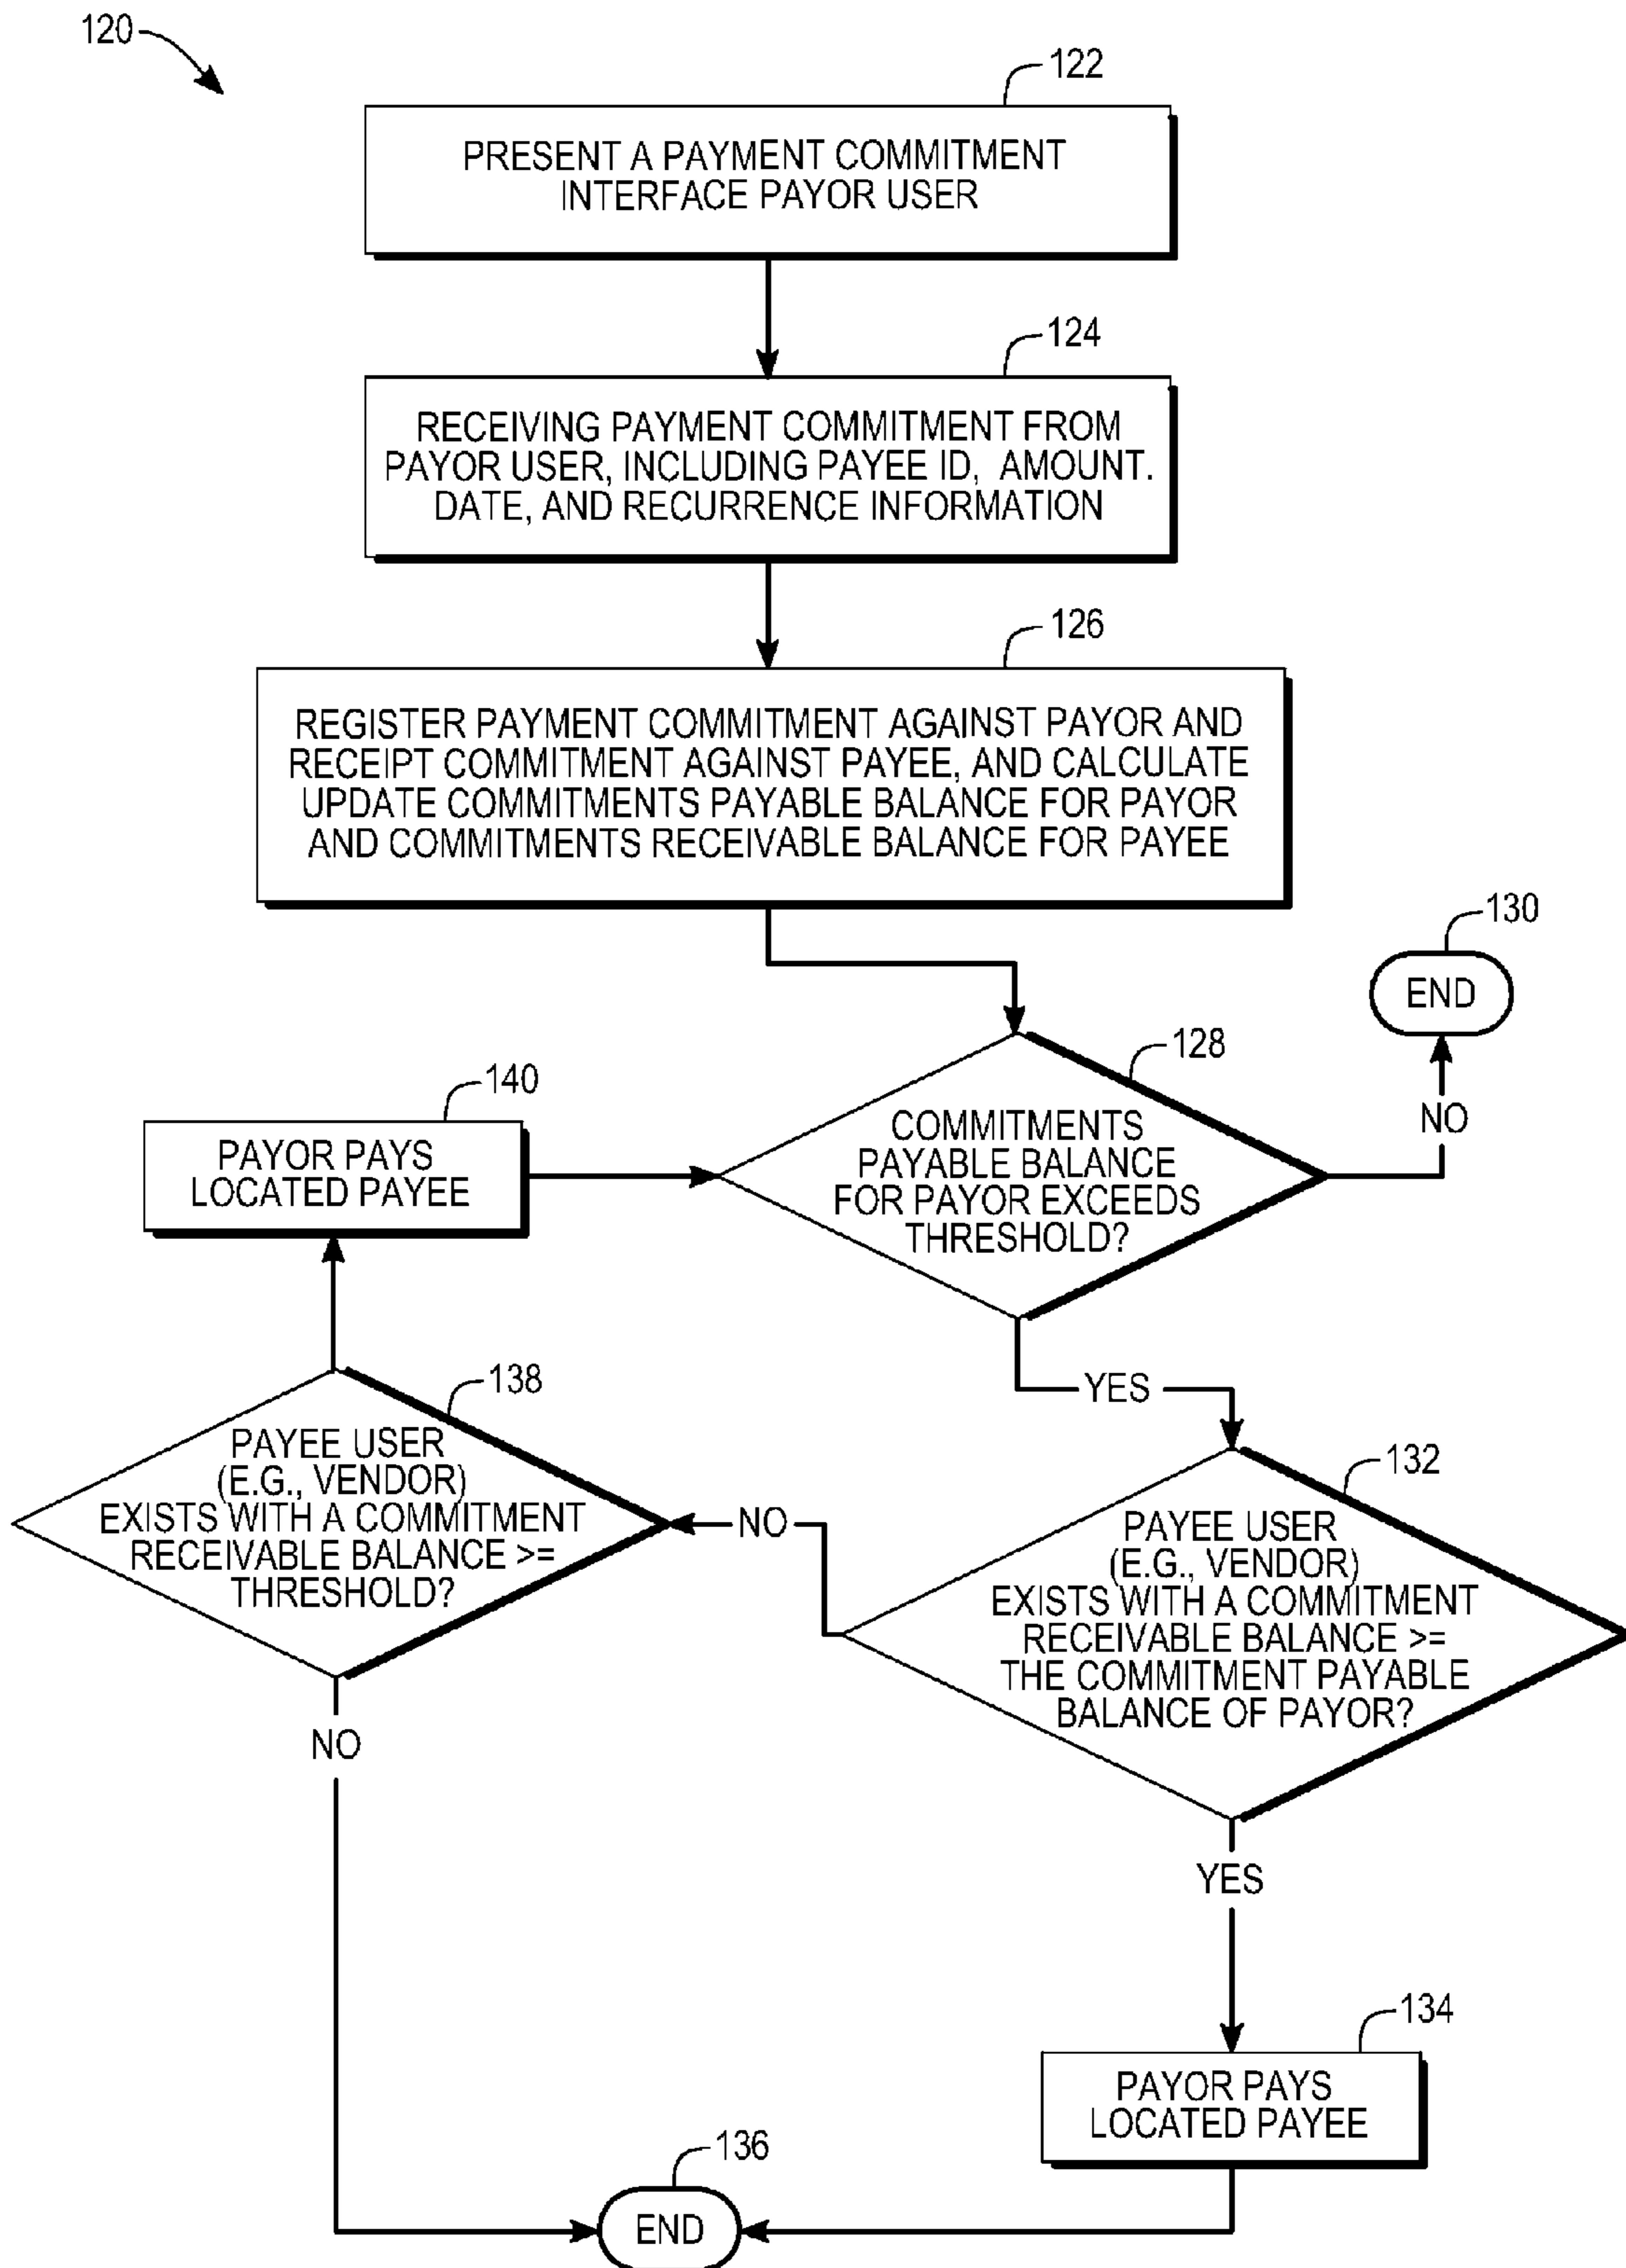 120
122
PRESENT A PAYMENT COMMITMENT
INTERFACE PAYOR USER
124
RECEIVING PAYMENT COMMITMENT FROM
PAYOR USER, INCLUDING PAYEE ID, AMOUNT.
DATE, AND RECURRENCE INFORMATION
126
REGISTER PAYMENT COMMITMENT AGAINST PAYOR AND
RECEIPT COMMITMENT AGAINST PAYEE, AND CALCULATE
UPDATE COMMITMENTS PAYABLE BALANCE FOR PAYOR
AND COMMITMENTS RECEIVABLE BALANCE FOR PAYEE
130
END
NO
128
COMMITMENTS
PAYABLE BALANCE
FOR PAYOR EXCEEDS
THRESHOLD?
140
PAYOR PAYS
LOCATED PAYEE
YES
138
PAYEE USER
(E.G., VENDOR)
EXISTS WITH A COMMITMENT
RECEIVABLE BALANCE >=
THRESHOLD?
NO
132
PAYEE USER
(E.G., VENDOR)
EXISTS WITH A COMMITMENT
RECEIVABLE BALANCE >=
THE COMMITMENT PAYABLE
BALANCE OF PAYOR?
NO
YES
134
PAYOR PAYS
LOCATED PAYEE
136
END